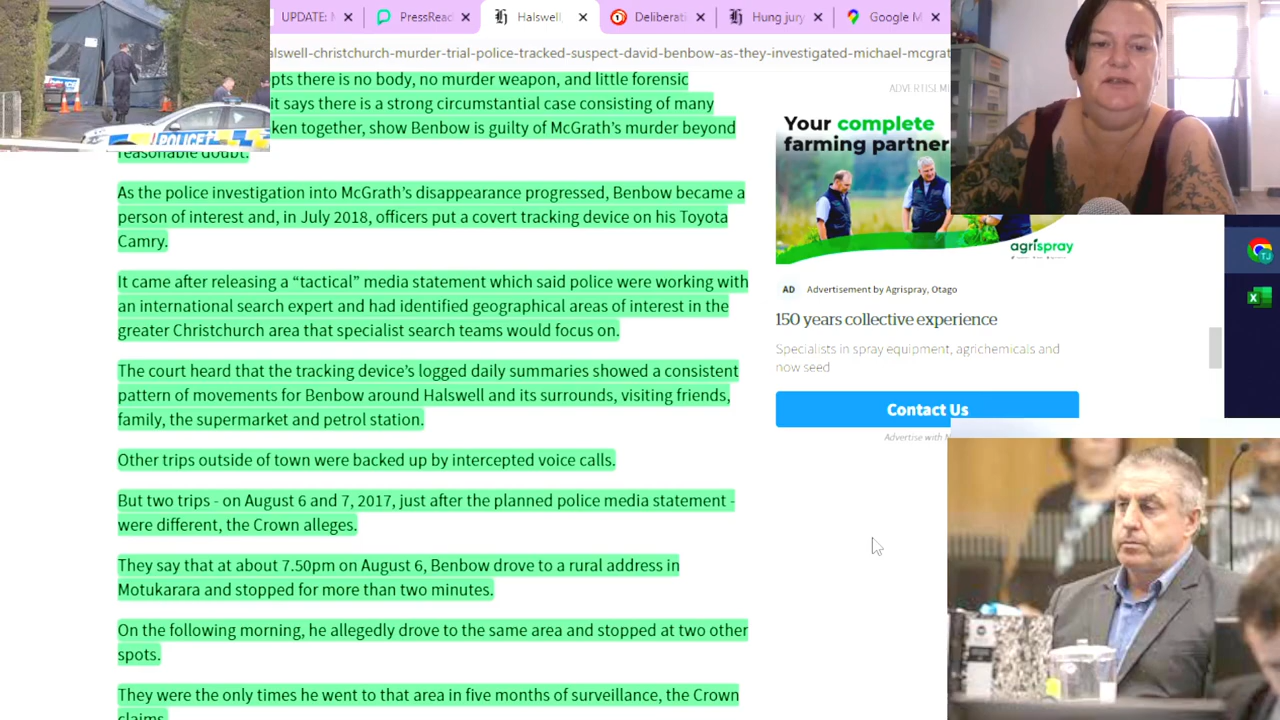 UPDATE: M
PressRead
Halswell
Deliberati
Hung jury
Google M
alswell-christchurch-murder-trial-police-tracked-suspect-david-benbow-as-they-investigated-michael-mcgrat
pts there is no body, no murder weapon, and little forensic
it says there is a strong circumstantial case consisting of many
ken together, show Benbow is guilty of McGrath's murder beyond
reasonable doubt.
As the police investigation into McGrath's disappearance progressed, Benbow became a
person of interest and, in July 2018, officers put a covert tracking device on his Toyota
Camry.
It came after releasing a “tactical” media statement which said police were working with
an international search expert and had identified geographical areas of interest in the
greater Christchurch area that specialist search teams would focus on.
The court heard that the tracking device's logged daily summaries showed a consistent
pattern of movements for Benbow around Halswell and its surrounds, visiting friends,
family, the supermarket and petrol station.
Other trips outside of town were backed up by intercepted voice calls.
But two trips - on August 6 and 7, 2017, just after the planned police media statement -
were different, the Crown alleges.
They say that at about 7.50pm on August 6, Benbow drove to a rural address in
Motukarara and stopped for more than two minutes.
On the following morning, he allegedly drove to the same area and stopped at two other
spots.
They were the only times he went to that area in five months of surveillance, the Crown
claims.
ADVERTISEM
Your complete
farming partner
agrispray
AD Advertisement by Agrispray, Otago
150 years collective experience
Specialists in spray equipment, agrichemicals and
now seed
Contact Us
Advertise with N
POLICE
TJ